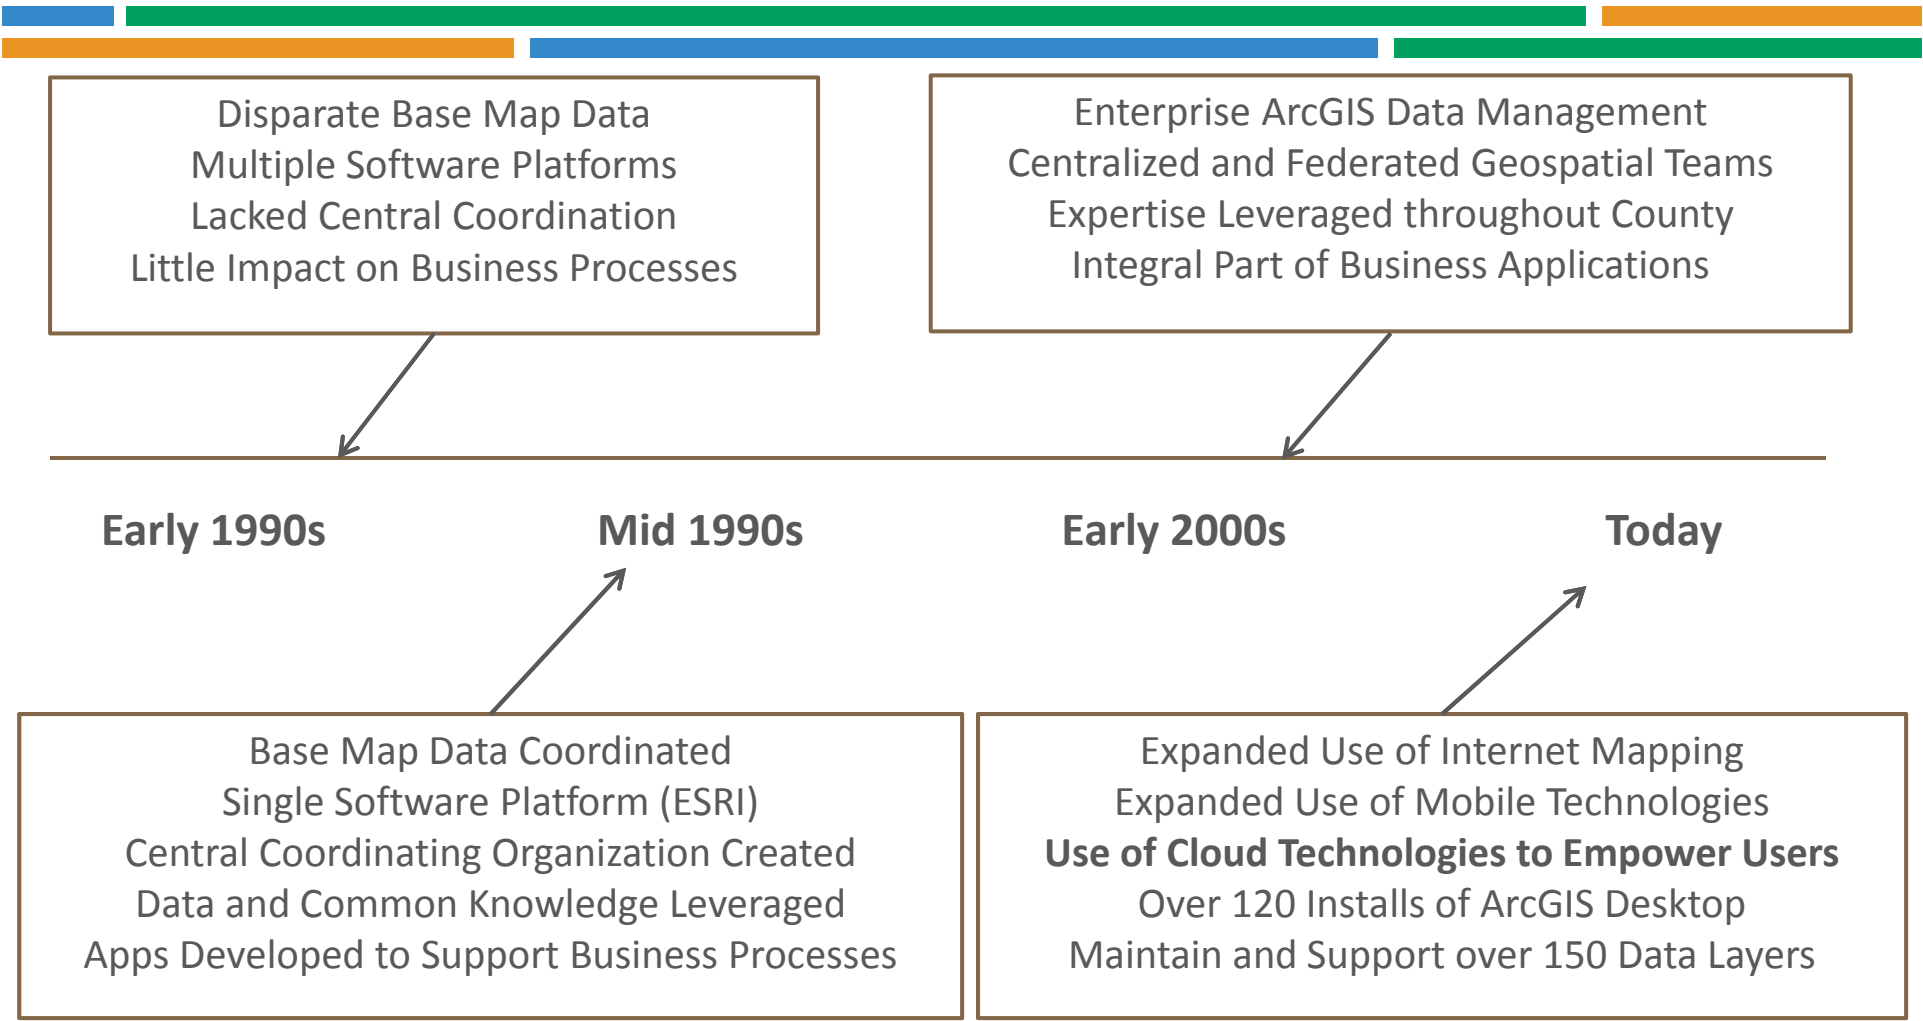 Disparate Base Map Data
Multiple Software Platforms
Lacked Central Coordination
Little Impact on Business Processes
Enterprise ArcGIS Data Management
Centralized and Federated Geospatial Teams
Expertise Leveraged throughout County
Integral Part of Business Applications
Early 1990s
Mid 1990s
Early 2000s
Today
Base Map Data Coordinated
Single Software Platform (ESRI)
Central Coordinating Organization Created
Data and Common Knowledge Leveraged
Apps Developed to Support Business Processes
Expanded Use of Internet Mapping
Expanded Use of Mobile Technologies
Use of Cloud Technologies to Empower Users
Over 120 Installs of ArcGIS Desktop
Maintain and Support over 150 Data Layers